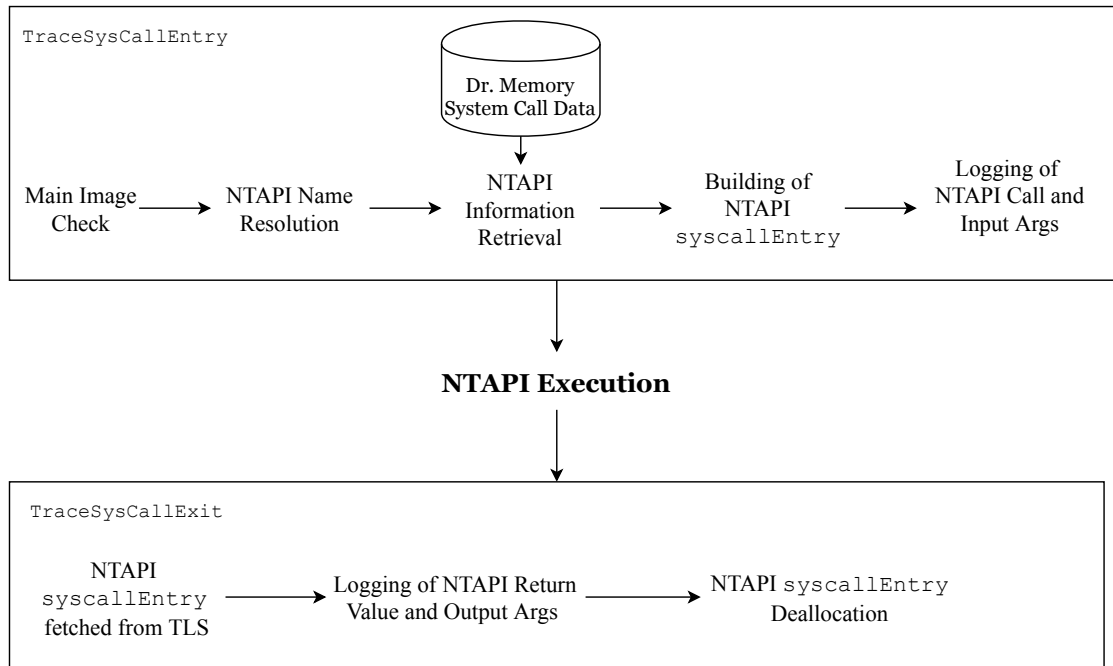 TraceSysCallEntry
Dr. Memory
System Call Data
Main Image
Check
NTAPI Name
Resolution
NTAPI
Information
Retrieval
Building of
NTAPI
syscallEntry
Logging of
NTAPI Call and
Input Args
NTAPI Execution
TraceSysCallExit
NTAPI
syscallEntry
fetched from TLS
Logging of NTAPI Return
Value and Output Args
NTAPI syscallEntry
Deallocation